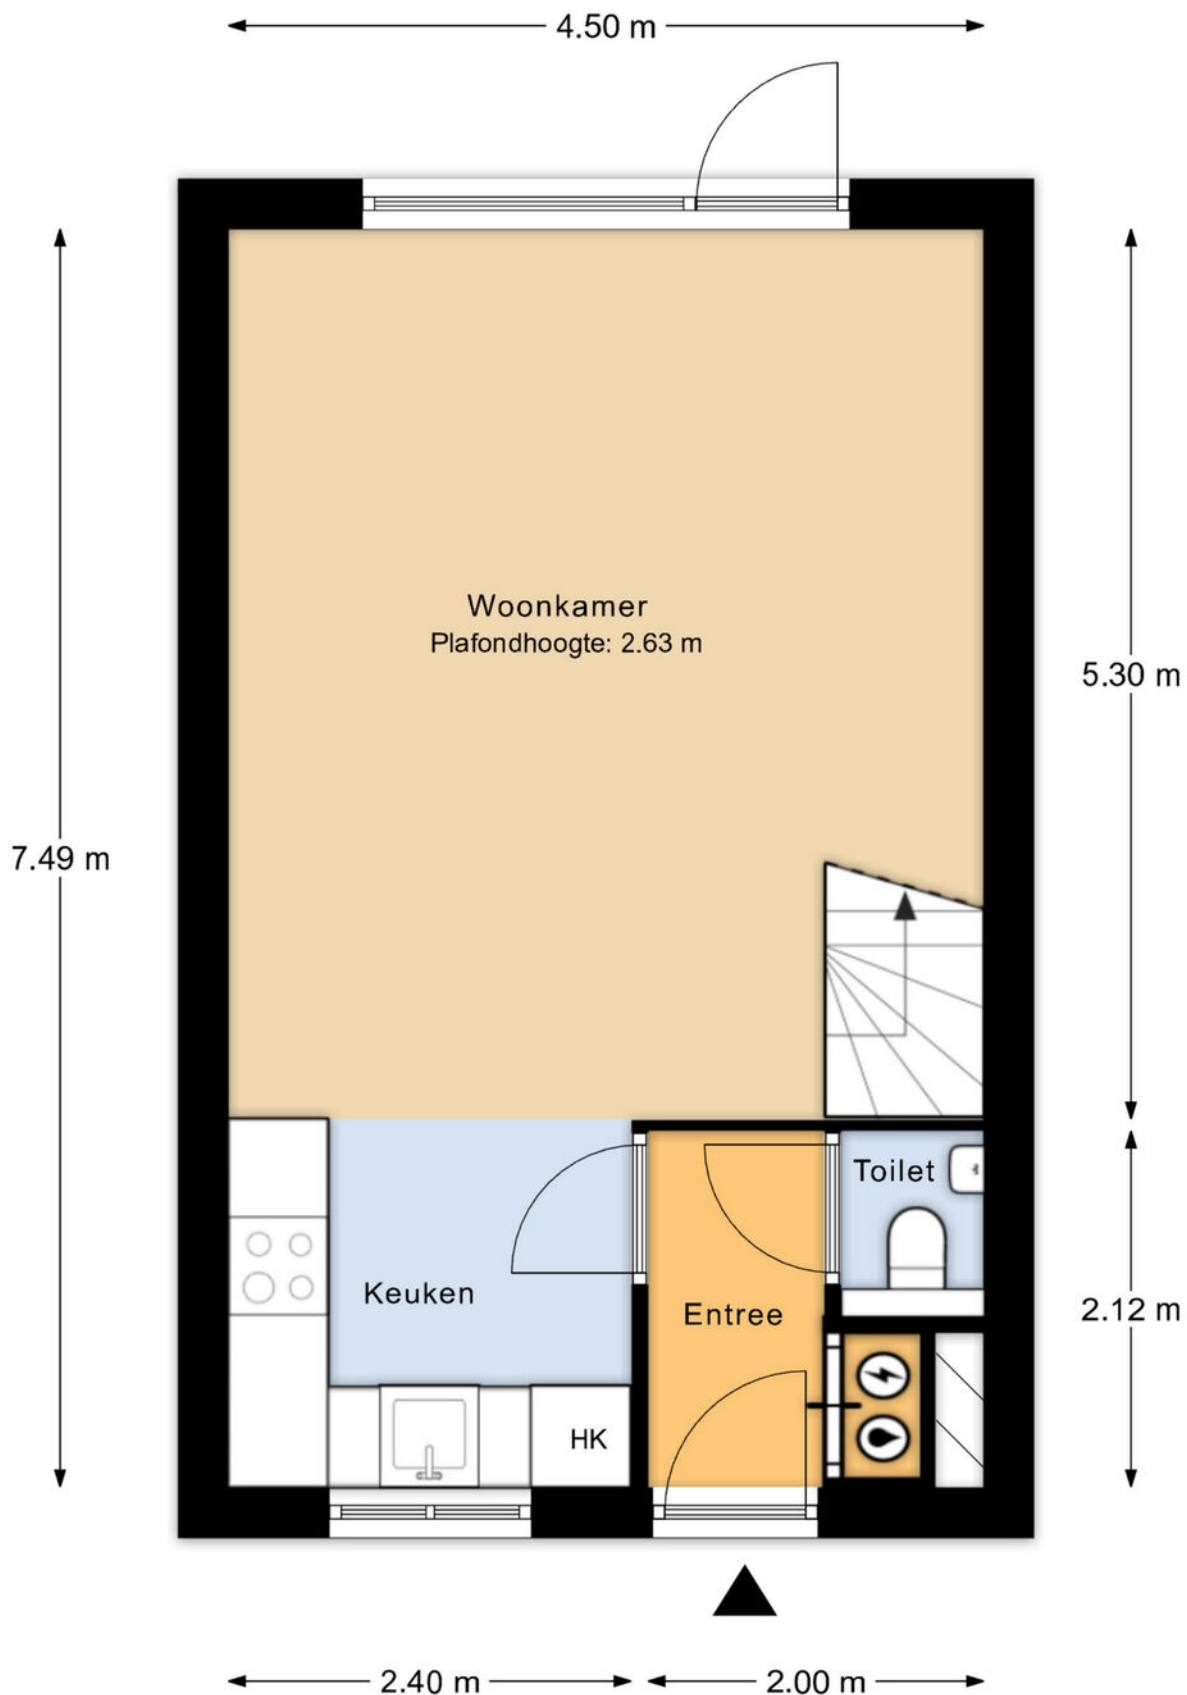 4.50 m
Woonkamer
Plafondhoogte: 2.63 m
5.30 m
7.49 m
Toilet
Keuken
Entree
2.12 m
HK
2.40 m
2.00 m